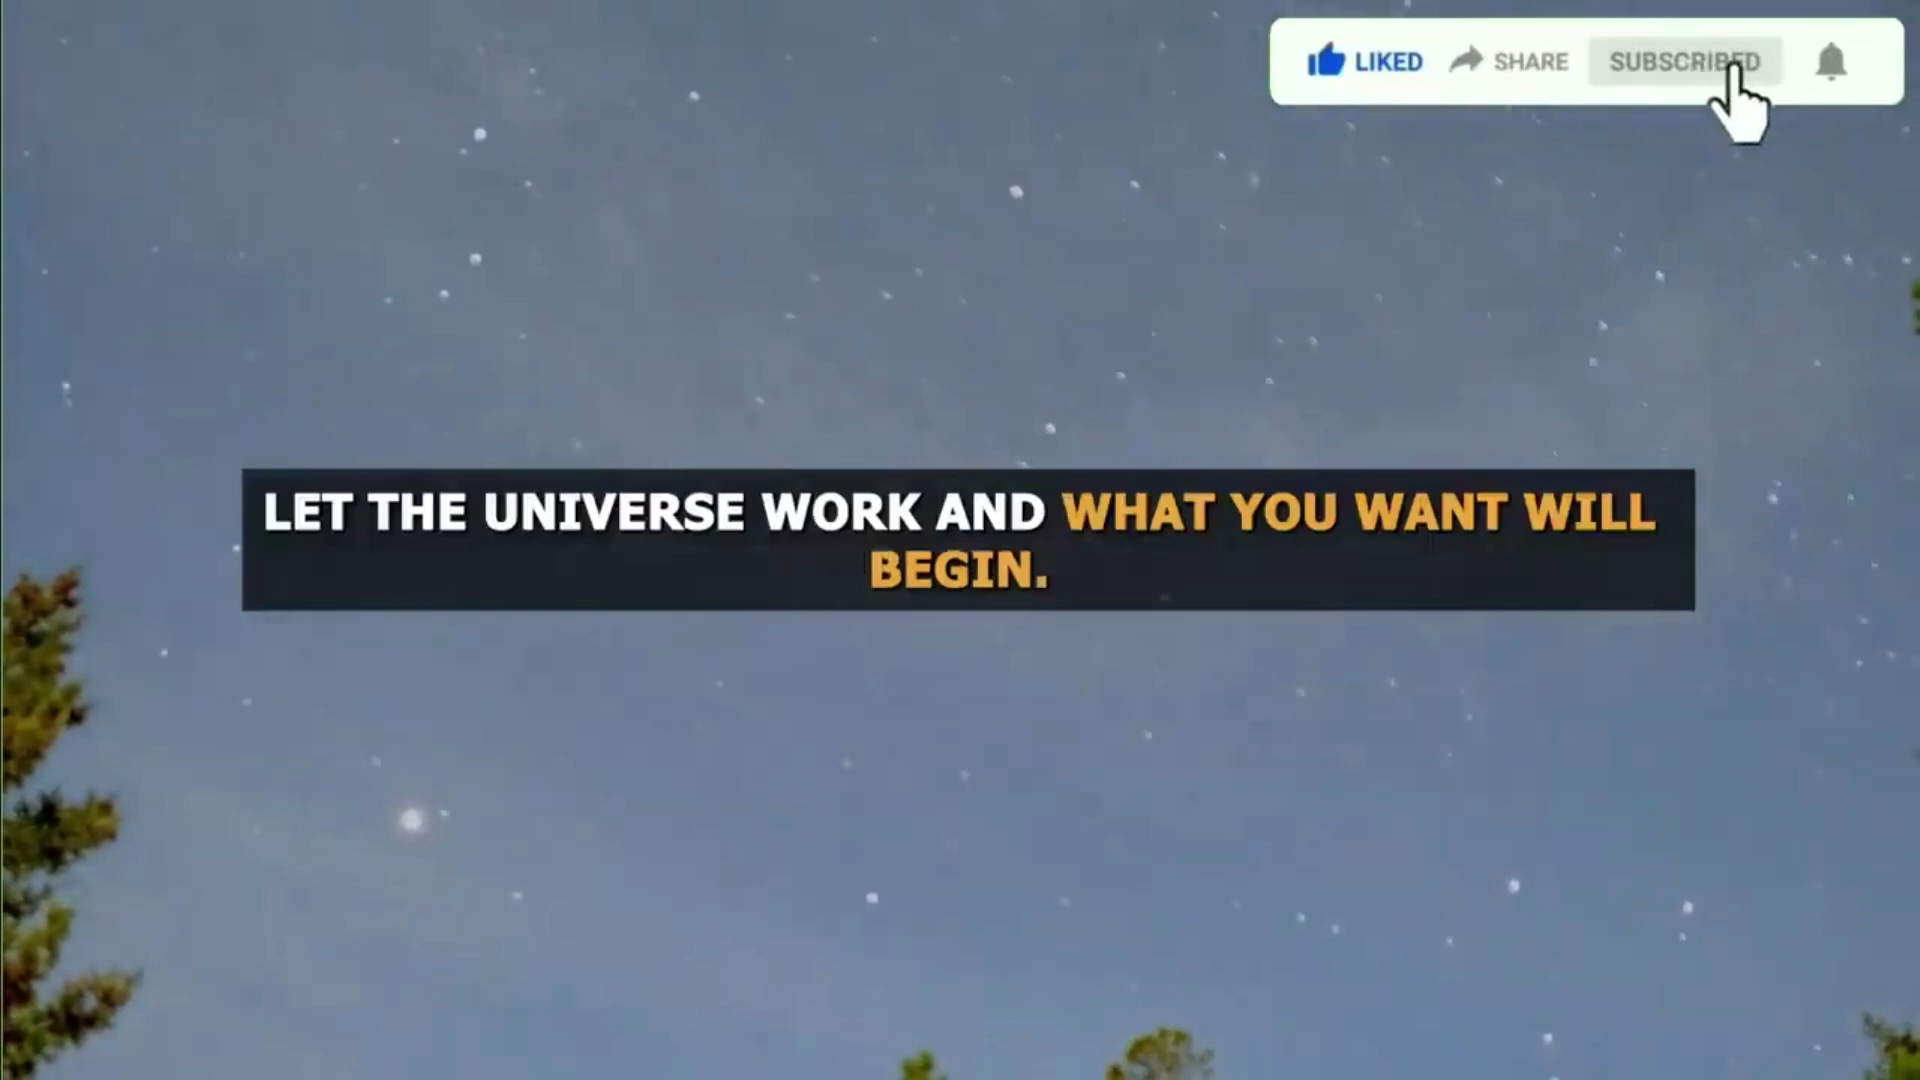 LIKED SHARE SUBSCRIBED
LET THE UNIVERSE WORK AND WHAT YOU WANT WILL
BEGIN.